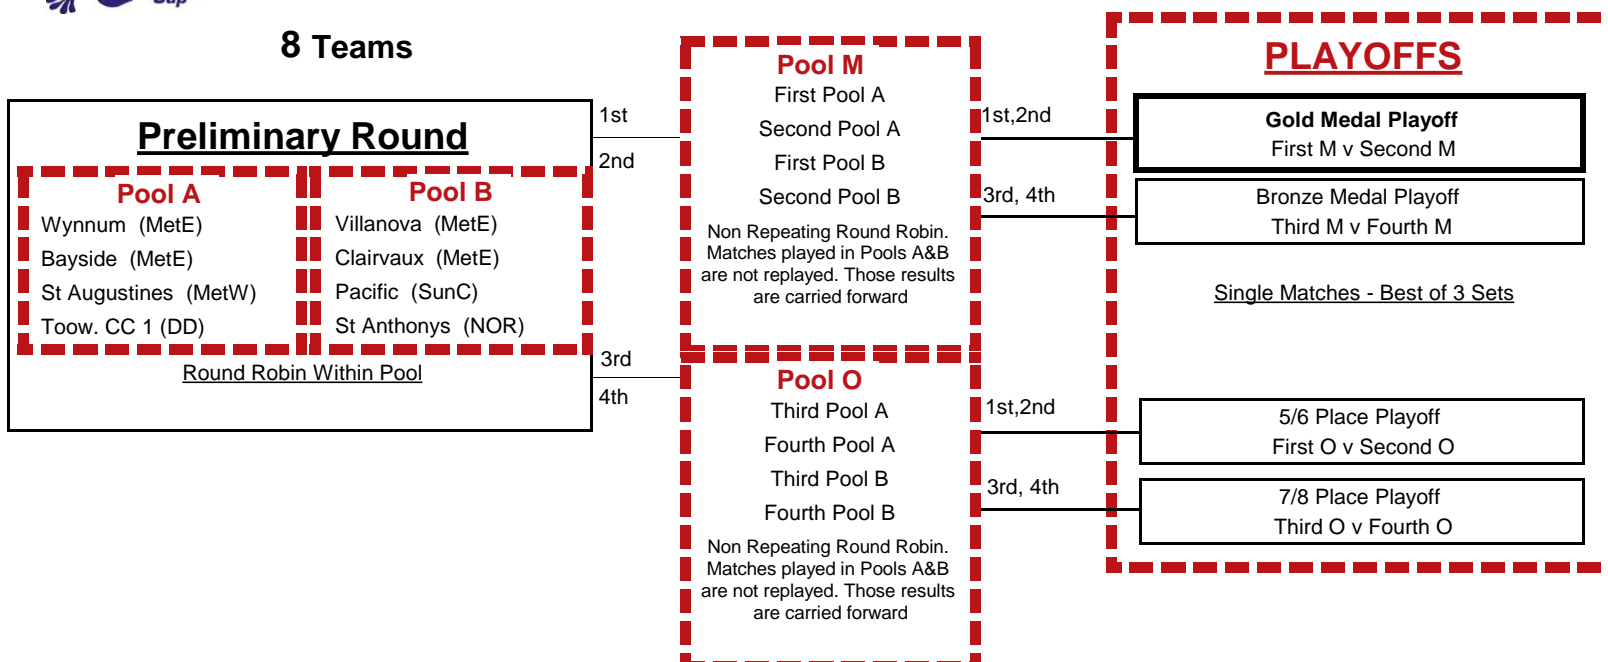 Cup
8 Teams
Preliminary Round
Pool A
Wynnum (MetE)
Bayside (MetE)
St Augustines (MetW)
Toow. CC 1 (DD)
Pool B
Villanova (MetE)
Clairvaux (MetE)
Pacific (SunC)
St Anthonys (NOR)
Round Robin Within Pool
1st
2nd
3rd
4th
Pool M
First Pool A
Second Pool A
First Pool B
Second Pool B
Non Repeating Round Robin.
Matches played in Pools A&B
are not replayed. Those results
are carried forward
Pool O
Third Pool A
Fourth Pool A
Third Pool B
Fourth Pool B
Non Repeating Round Robin.
Matches played in Pools A&B
are not replayed. Those results
are carried forward
1st,2nd
3rd, 4th
1st,2nd
3rd, 4th
PLAYOFFS
Gold Medal Playoff
First M v Second M
Bronze Medal Playoff
Third M v Fourth M
Single Matches - Best of 3 Sets
5/6 Place Playoff
First O v Second O
7/8 Place Playoff
Third O v Fourth O